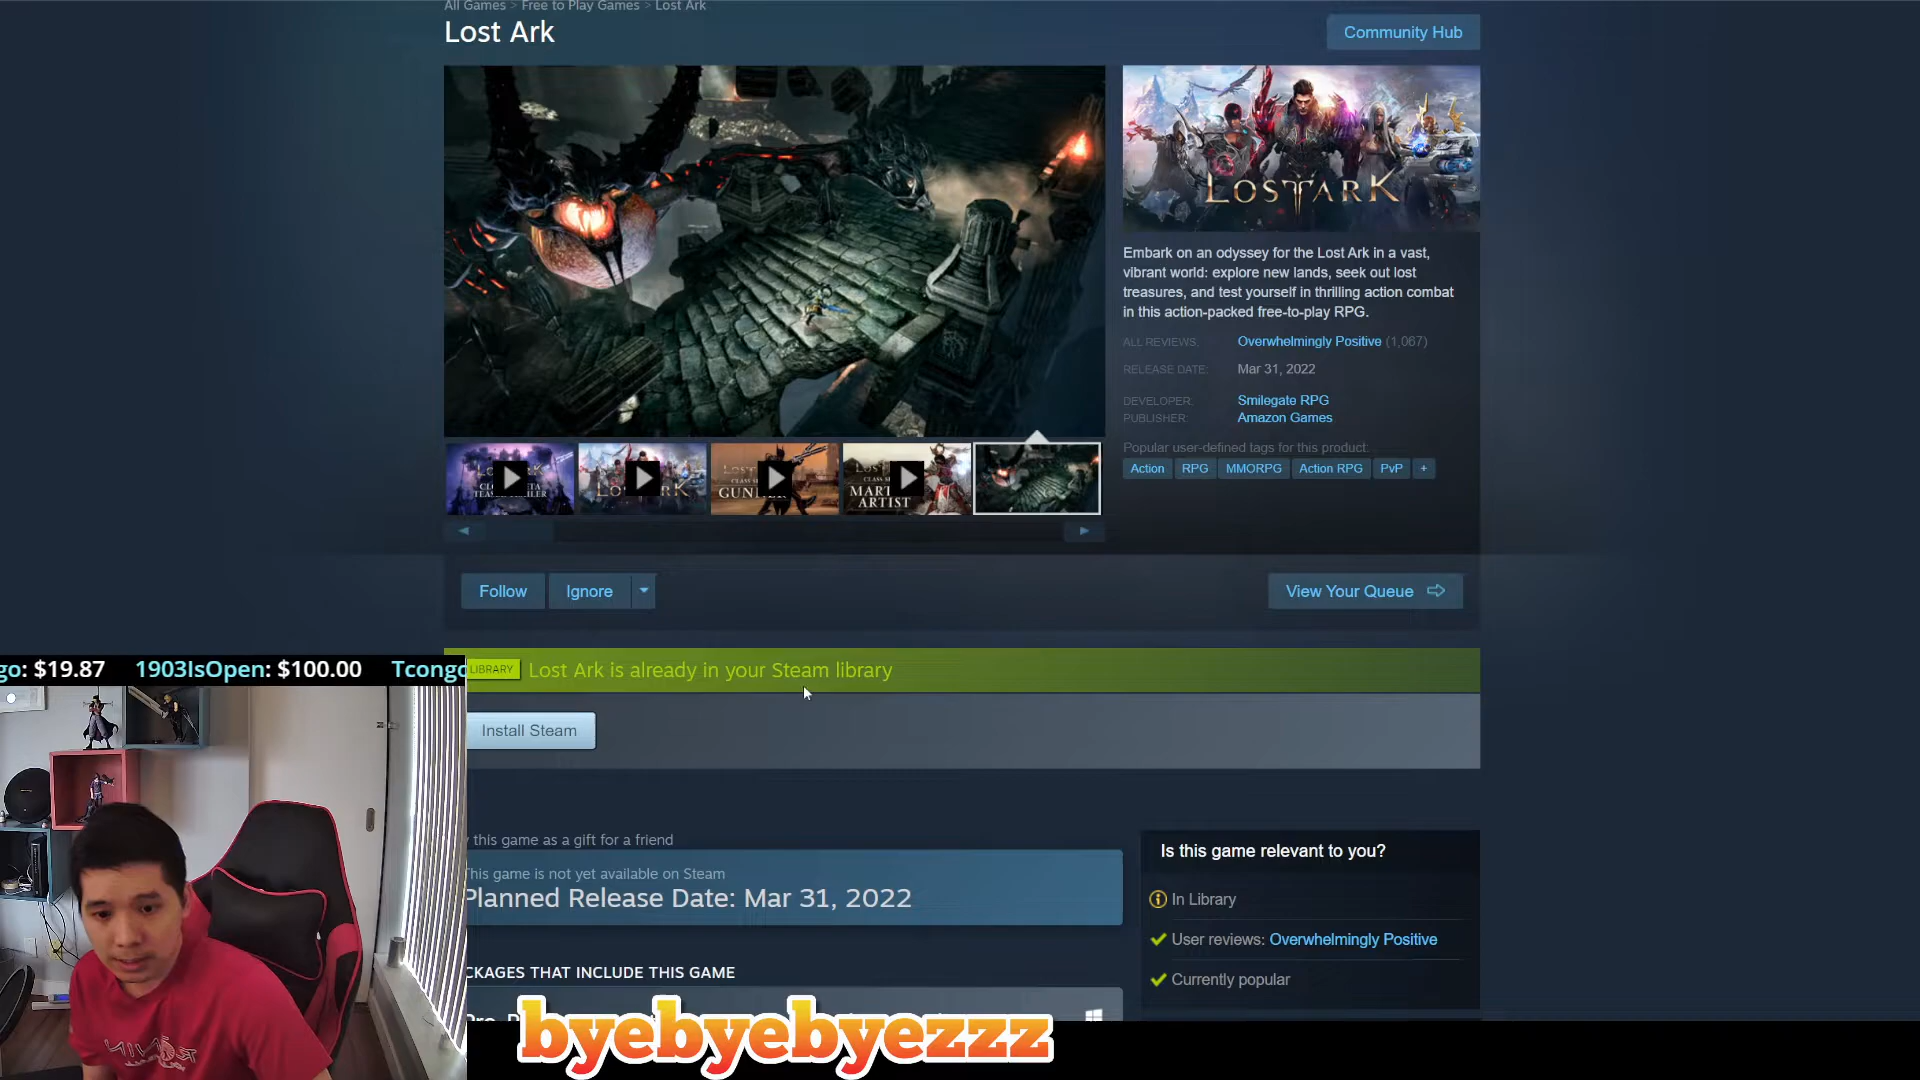 All Games > Free to Play Games > Lost Ark
Lost Ark
Community Hub
LOST ARK
Embark on an odyssey for the Lost Ark in a vast,
vibrant world: explore new lands, seek out lost
treasures, and test yourself in thrilling action combat
in this action-packed free-to-play RPG.
ALL REVIEWS: Overwhelmingly Positive (1,067)
RELEASE DATE: Mar 31, 2022
DEVELOPER: Smilegate RPG
PUBLISHER: Amazon Games
Popular user-defined tags for this product:
Action RPG MMORPG Action RPG PvP +
MARTIAL
ARTIST
Follow Ignore View Your Queue
go: $19.87 1903IsOpen: $100.00 Tcongo
LIBRARY Lost Ark is already in your Steam library
Install Steam
this game as a gift for a friend
This game is not yet available on Steam
Planned Release Date: Mar 31, 2022
CKAGES THAT INCLUDE THIS GAME
Is this game relevant to you?
In Library
User reviews: Overwhelmingly Positive
Currently popular
byebyebyezzz